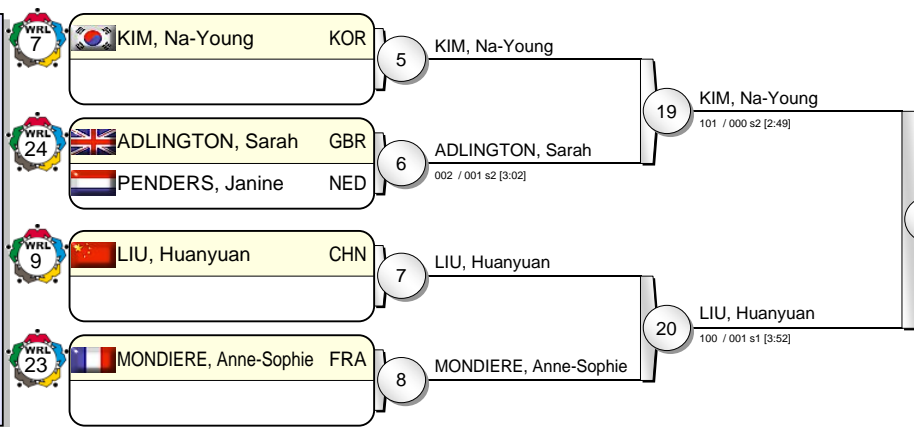 WRL
7
KIM, Na-Young KOR
5
KIM, Na-Young
19
KIM, Na-Young
101 / 000 s2 [2:49]
WRL
24
ADLINGTON, Sarah GBR
PENDERS, Janine NED
6
ADLINGTON, Sarah
002 / 001 s2 [3:02]
WRL
9
LIU, Huanyuan CHN
7
LIU, Huanyuan
20
LIU, Huanyuan
100 / 001 s1 [3:52]
WRL
23
MONDIERE, Anne-Sophie FRA
8
MONDIERE, Anne-Sophie